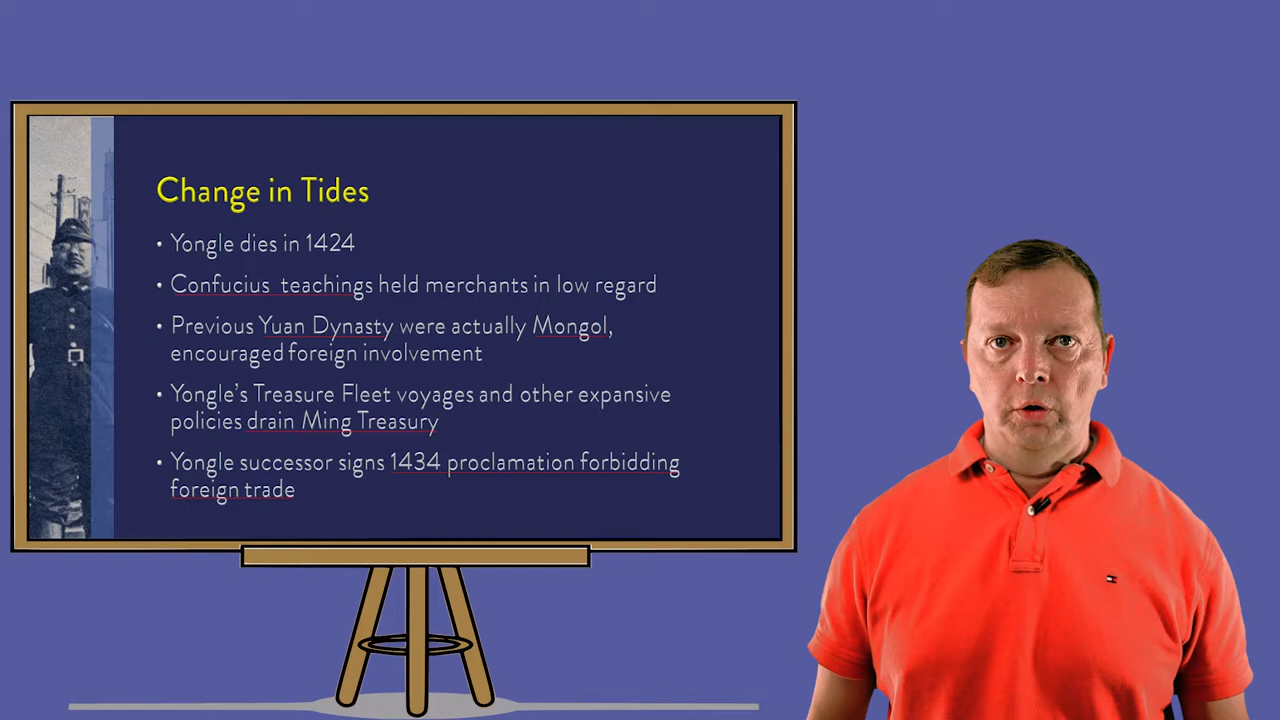 Change in Tides
• Yongle dies in 1424
• Confucius teachings held merchants in low regard
• Previous Yuan Dynasty were actually Mongol,
encouraged foreign involvement
• Yongle's Treasure Fleet voyages and other expansive
policies drain Ming Treasury
• Yongle successor signs 1434 proclamation forbidding
foreign trade